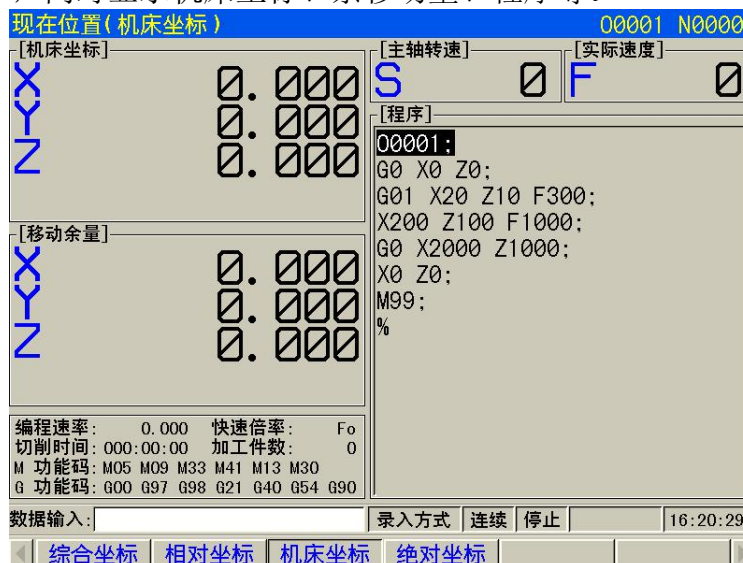 现在位置(机床坐标) O0001 N0000
[机床坐标]
X 0.000
Y 0.000
Z 0.000
[移动余量]
X 0.000
Y 0.000
Z 0.000
编程速率: 0.000 快速倍率: Fo
切削时间: 000:00:00 加工件数: 0
M 功能码: M05 M09 M33 M41 M13 M30
G 功能码: G00 G97 G98 G21 G40 G54 G90
[主轴转速] [实际速度]
S 0 F 0
[程序]
O0001;
G0 X0 Z0;
G01 X20 Z10 F300;
X200 Z100 F1000;
G0 X2000 Z1000;
X0 Z0;
M99;
%
数据输入: 录入方式 连续 停止 16:20:29
综合坐标 相对坐标 机床坐标 绝对坐标